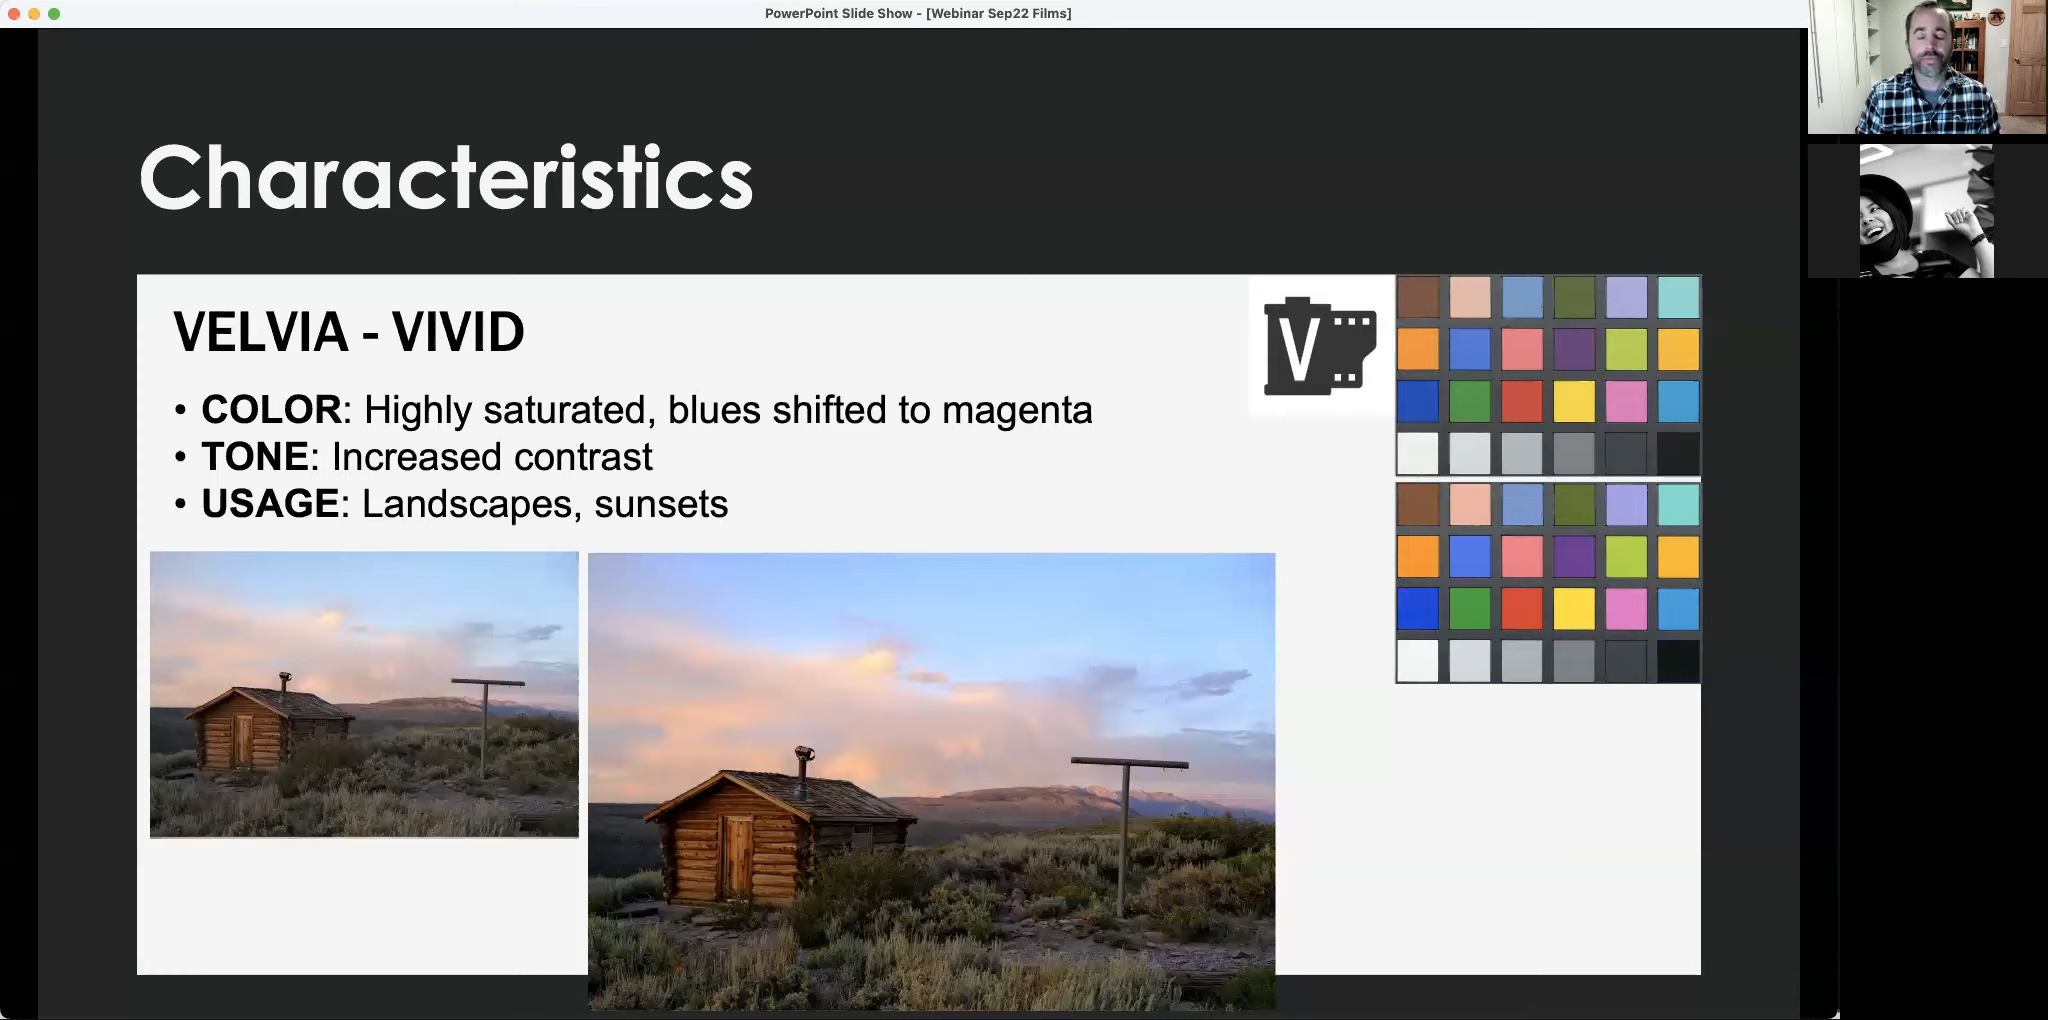 PowerPoint Slide Show - [Webinar Sep22 Films]
Characteristics
VELVIA - VIVID
V
• COLOR: Highly saturated, blues shifted to magenta
• TONE: Increased contrast
• USAGE: Landscapes, sunsets